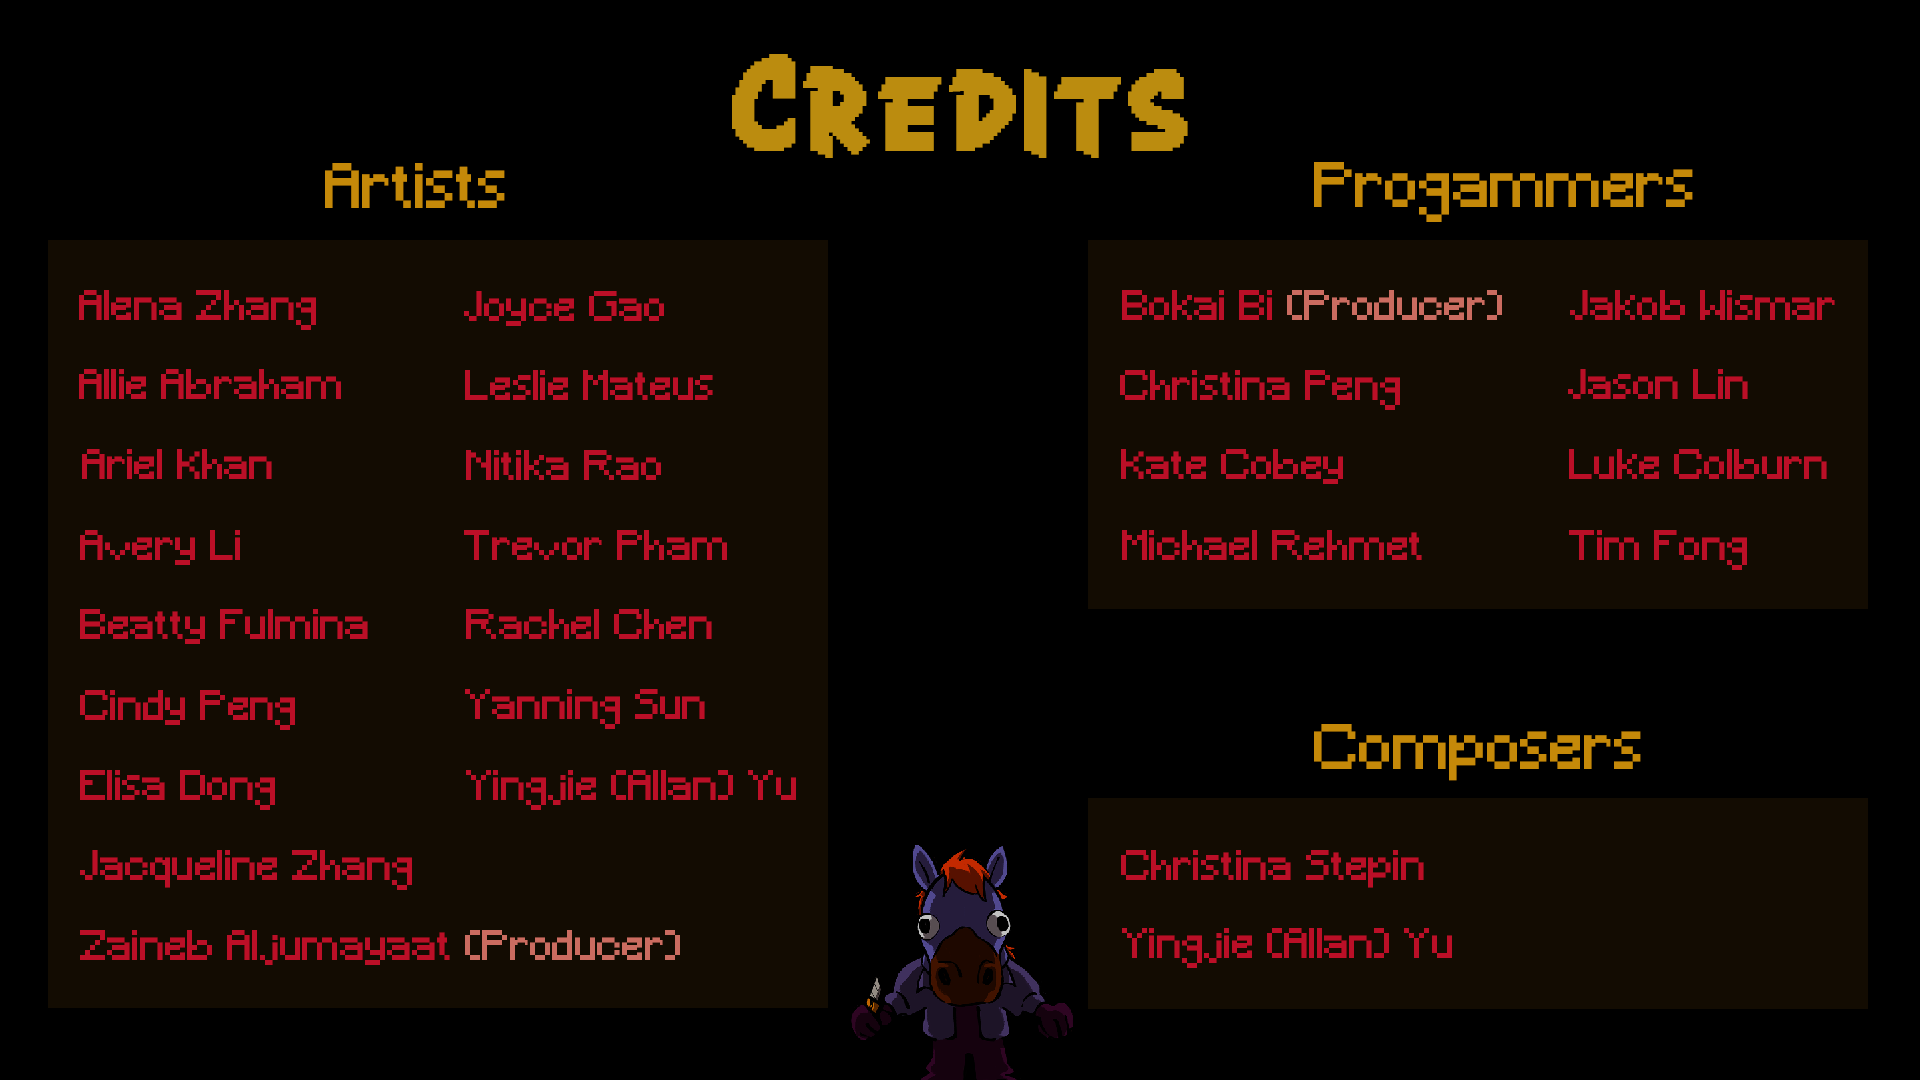 CREDITS
Artists
Alena Zhang
Allie Abraham
Ariel Khan
Avery Li
Beatty Fulmina
Cindy Peng
Elisa Dong
Jacqueline Zhang
Zaineb Aljumayaat (Producer)
Joyce Gao
Leslie Mateus
Nitika Rao
Trevor Pham
Rachel Chen
Yanning Sun
Yingjie (Allan) Yu
Progammers
Bokai Bi (Producer)
Christina Peng
Kate Cobey
Michael Rehmet
Jakob Wismar
Jason Lin
Luke Colburn
Tim Fong
Composers
Christina Stepin
Yingjie (Allan) Yu